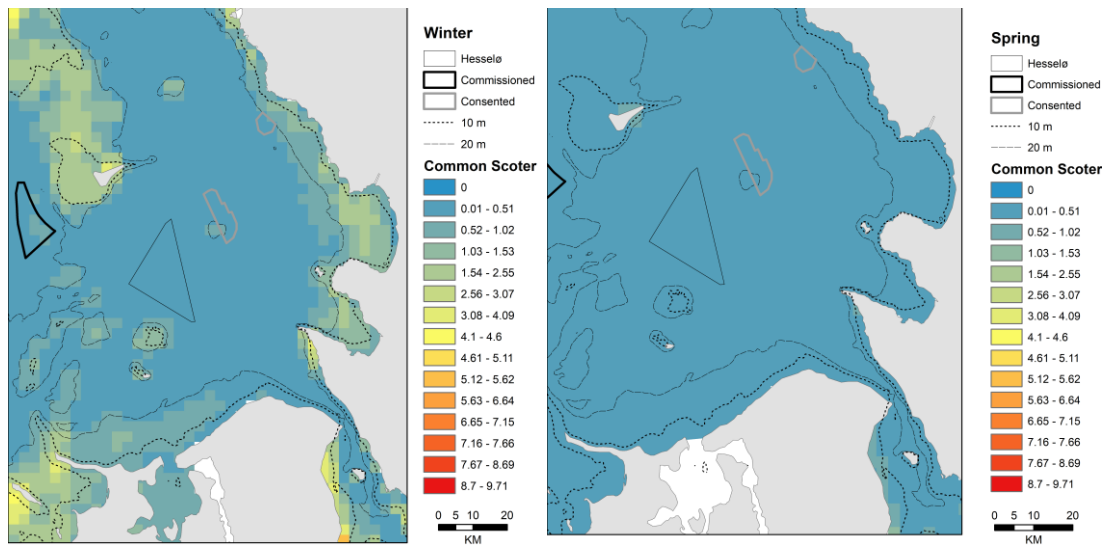 Winter
Hesselø
Commissioned
Consented
10 m
20 m
Common Scoter
0
0.01 - 0.51
0.52 - 1.02
1.03 - 1.53
1.54 - 2.55
2.56 - 3.07
3.08 - 4.09
4.1 - 4.6
4.61 - 5.11
5.12 - 5.62
5.63 - 6.64
6.65 - 7.15
7.16 - 7.66
7.67 - 8.69
8.7 - 9.71
0 5 10 20
KM
Spring
Hesselø
Commissioned
Consented
10 m
20 m
Common Scoter
0
0.01 - 0.51
0.52 - 1.02
1.03 - 1.53
1.54 - 2.55
2.56 - 3.07
3.08 - 4.09
4.1 - 4.6
4.61 - 5.11
5.12 - 5.62
5.63 - 6.64
6.65 - 7.15
7.16 - 7.66
7.67 - 8.69
8.7 - 9.71
0 5 10 20
KM